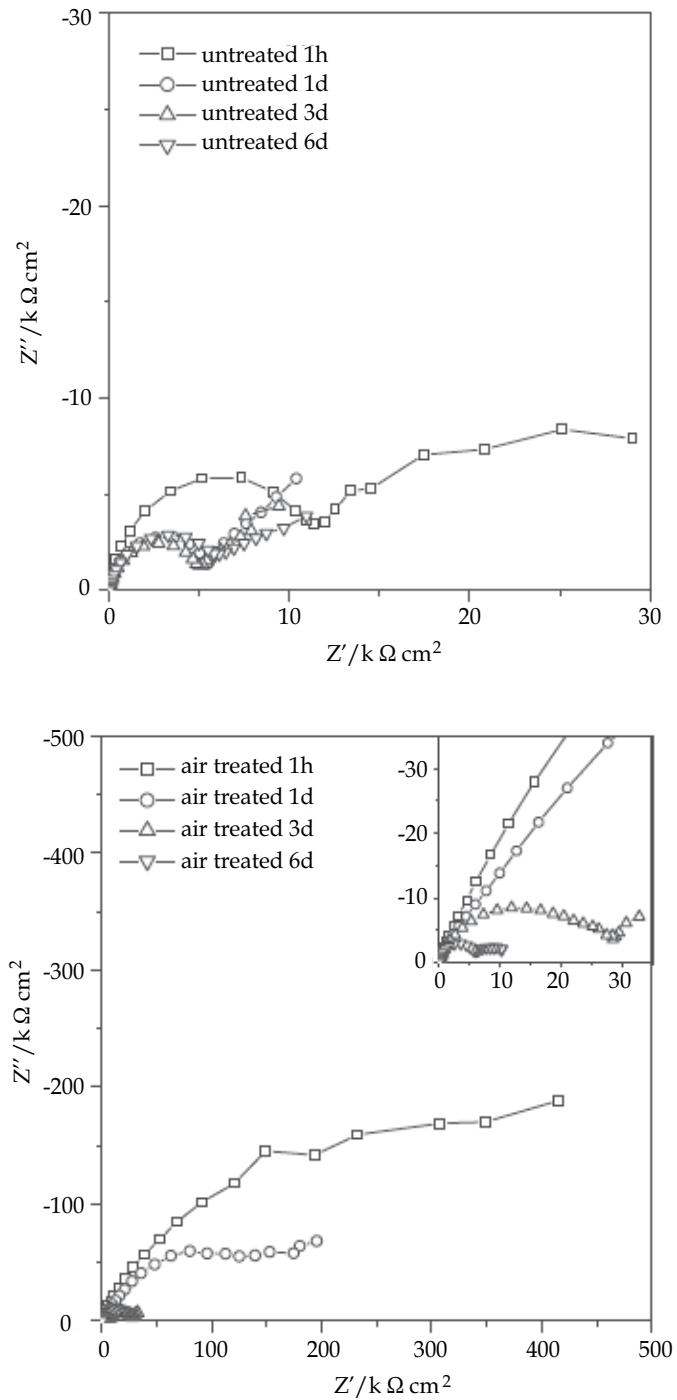 -30
untreated 1h
untreated 1d
untreated 3d
untreated 6d
-20
Z′′/k Ω cm²
-10
0
0 10 20 30
Z′/k Ω cm²
-500
air treated 1h
air treated 1d
air treated 3d
air treated 6d
-30
-20
-10
0
0 10 20 30
-400
-300
Z′′/k Ω cm²
-200
-100
0
0 100 200 300 400 500
Z′/k Ω cm²